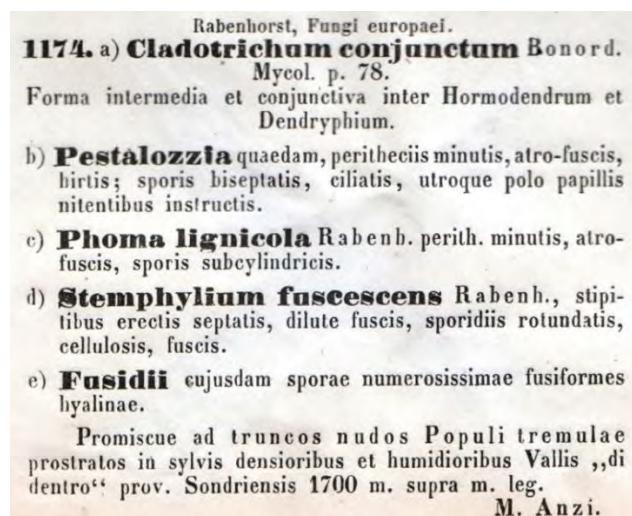 Rabenhorst, Fungi europaei.
1174. a) Cladotrichum conjunctum Bonord.
Mycol. p. 78.
Forma intermedia et conjunctiva inter Hormodendrum et
Dendryphium.
b) Pestalozzia quaedam, peritheciis minutis, atro-fuscis,
hirtis; sporis biseptatis, ciliatis, utroque polo papillis
nitentibus instructis.
c) Phoma lignicola Rabenh. perith. minutis, atro-
fuscis, sporis subcylindricis.
d) Stemphylium fuscescens Rabenh., stipi-
tibus erectis septatis, dilute fuscis, sporidiis rotundatis,
cellulosis, fuscis.
e) Fusidii cujusdam sporae numerosissimae fusiformes
hyalinae.
Promiscue ad truncos nudos Populi tremulae
prostratos in sylvis densioribus et humidioribus Vallis „di
dentro“ prov. Sondriensis 1700 m. supra m. leg.
M. Anzi.